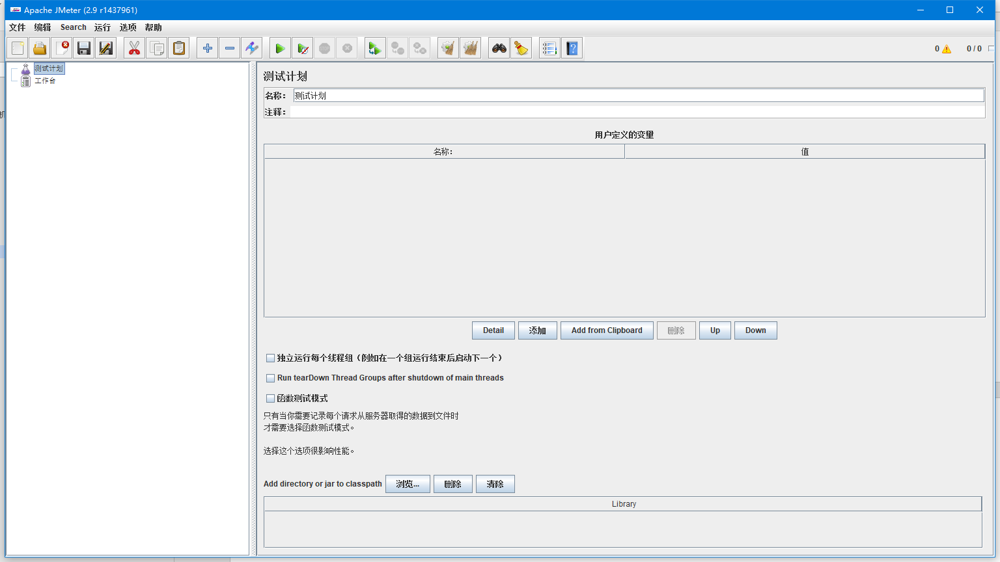 Apache JMeter (2.9 r1437961)
文件 编辑 Search 运行 选项 帮助
0 0 / 0
测试计划
工作台
测试计划
名称： 测试计划
注释：
用户定义的变量
名称: 值
Detail 添加 Add from Clipboard 删除 Up Down
独立运行每个线程组（例如在一个组运行结束后启动下一个）
Run tearDown Thread Groups after shutdown of main threads
函数测试模式
只有当你需要记录每个请求从服务器取得的数据到文件时
才需要选择函数测试模式。
选择这个选项很影响性能。
Add directory or jar to classpath 浏览... 删除 清除
Library